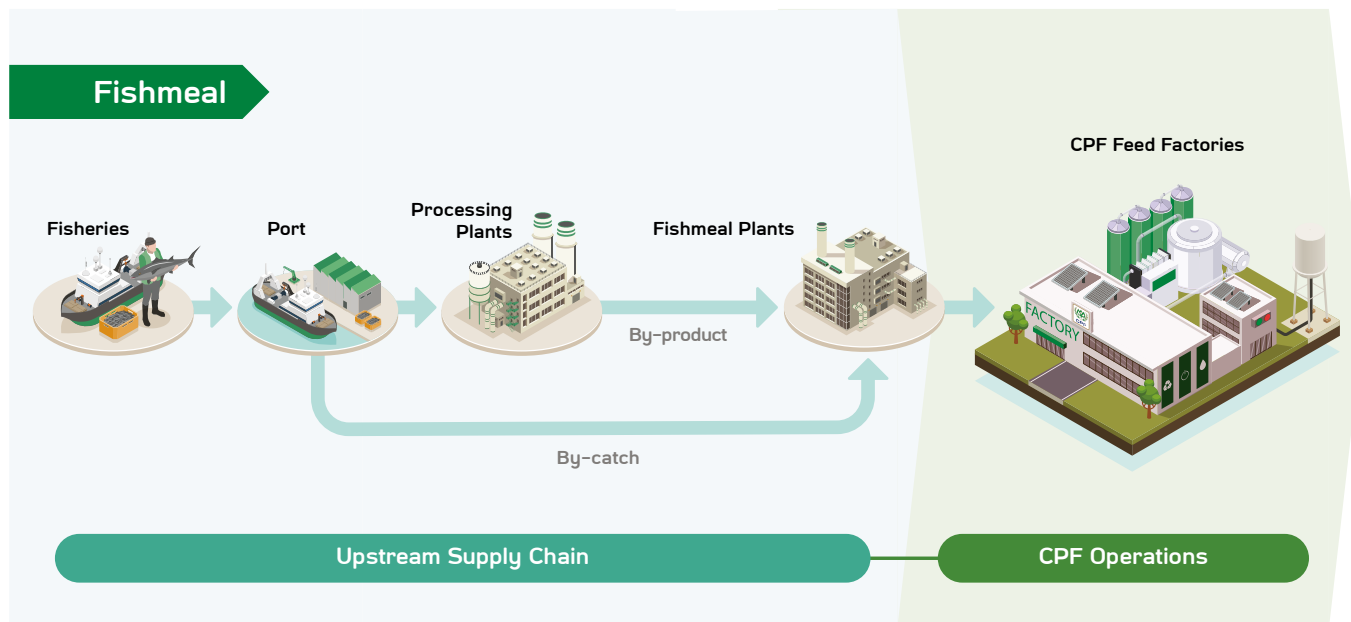 Fishmeal
CPF Feed Factories
Fisheries
Port
Processing
Plants
Fishmeal Plants
FACTORY
By-product
By-catch
Upstream Supply Chain
CPF Operations